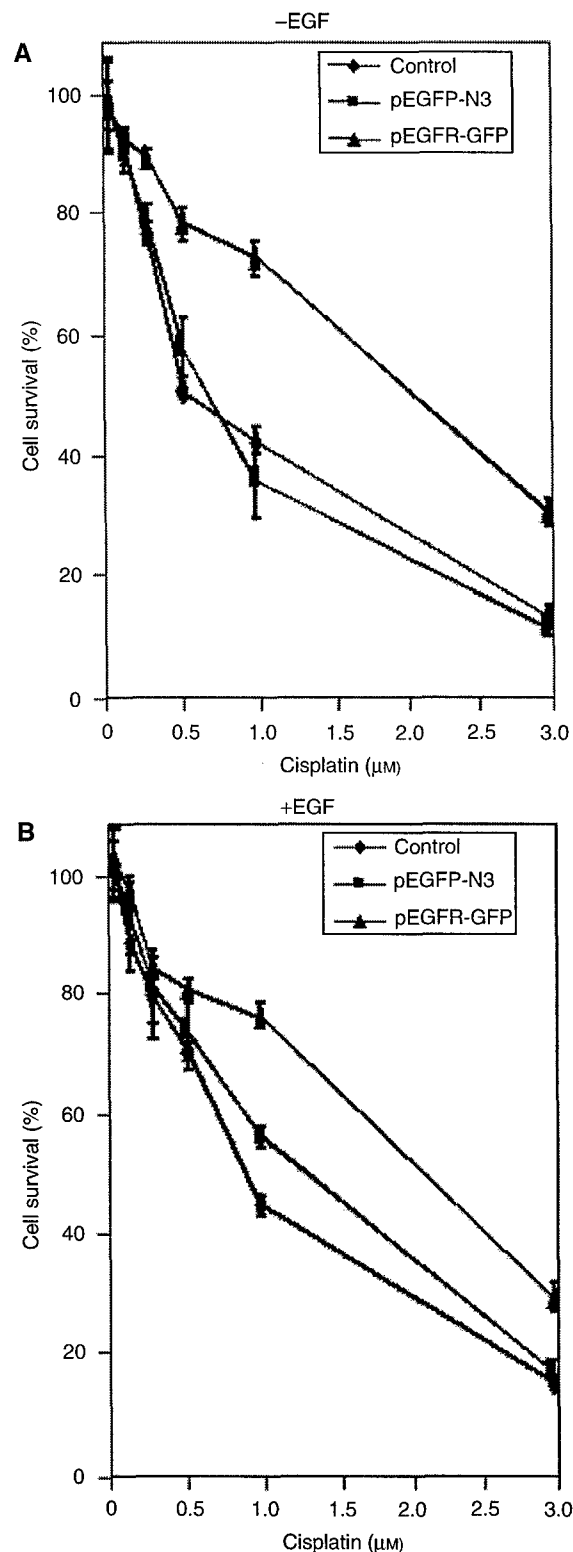 A
−EGF
Control
pEGFP-N3
pEGFR-GFP
Cell survival (%)
100
80
60
40
20
0
0 0.5 1.0 1.5 2.0 2.5 3.0
Cisplatin (μM)
B
+EGF
Control
pEGFP-N3
pEGFR-GFP
Cell survival (%)
100
80
60
40
20
0
0 0.5 1.0 1.5 2.0 2.5 3.0
Cisplatin (μM)